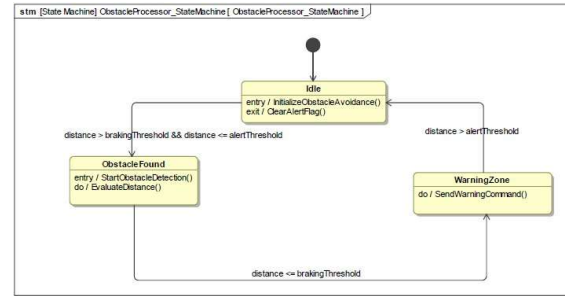 stm [State Machine] ObstacleProcessor_StateMachine [ ObstacleProcessor_StateMachine ]
Idle
entry / InitializeObstacleAvoidance()
exit / ClearAlertFlag()
distance > brakingThreshold && distance <= alertThreshold
distance > alertThreshold
ObstacleFound
entry / StartObstacleDetection()
do / EvaluateDistance()
WarningZone
do / SendWarningCommand()
distance <= brakingThreshold